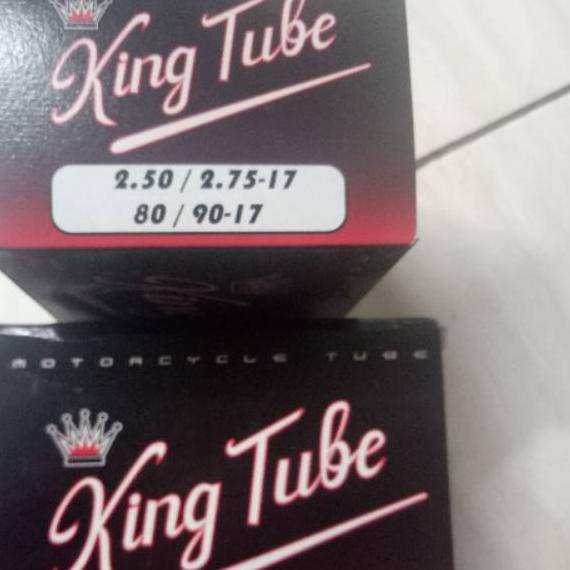 King Tube
2.50 / 2.75-17
80 / 90-17
MOTORCYCLE TUBE
King Tube